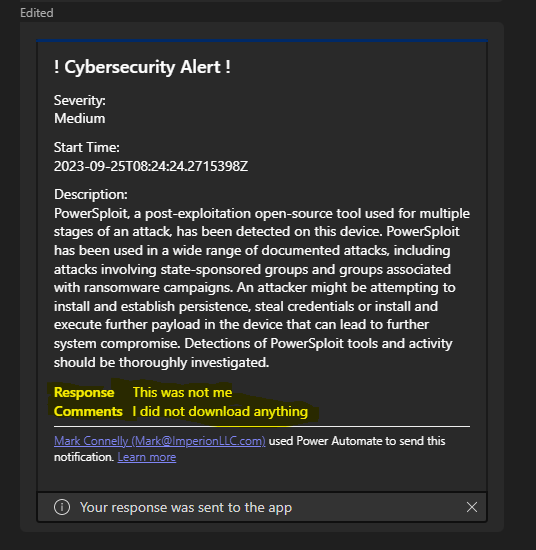 Edited
! Cybersecurity Alert !
Severity:
Medium
Start Time:
2023-09-25T08:24:24.2715398Z
Description:
PowerSploit, a post-exploitation open-source tool used for multiple
stages of an attack, has been detected on this device. PowerSploit
has been used in a wide range of documented attacks, including
attacks involving state-sponsored groups and groups associated
with ransomware campaigns. An attacker might be attempting to
install and establish persistence, steal credentials or install and
execute further payload in the device that can lead to further
system compromise. Detections of PowerSploit tools and activity
should be thoroughly investigated.
Response This was not me
Comments I did not download anything
Mark Connelly (Mark@ImperionLLC.com) used Power Automate to send this
notification. Learn more
Your response was sent to the app